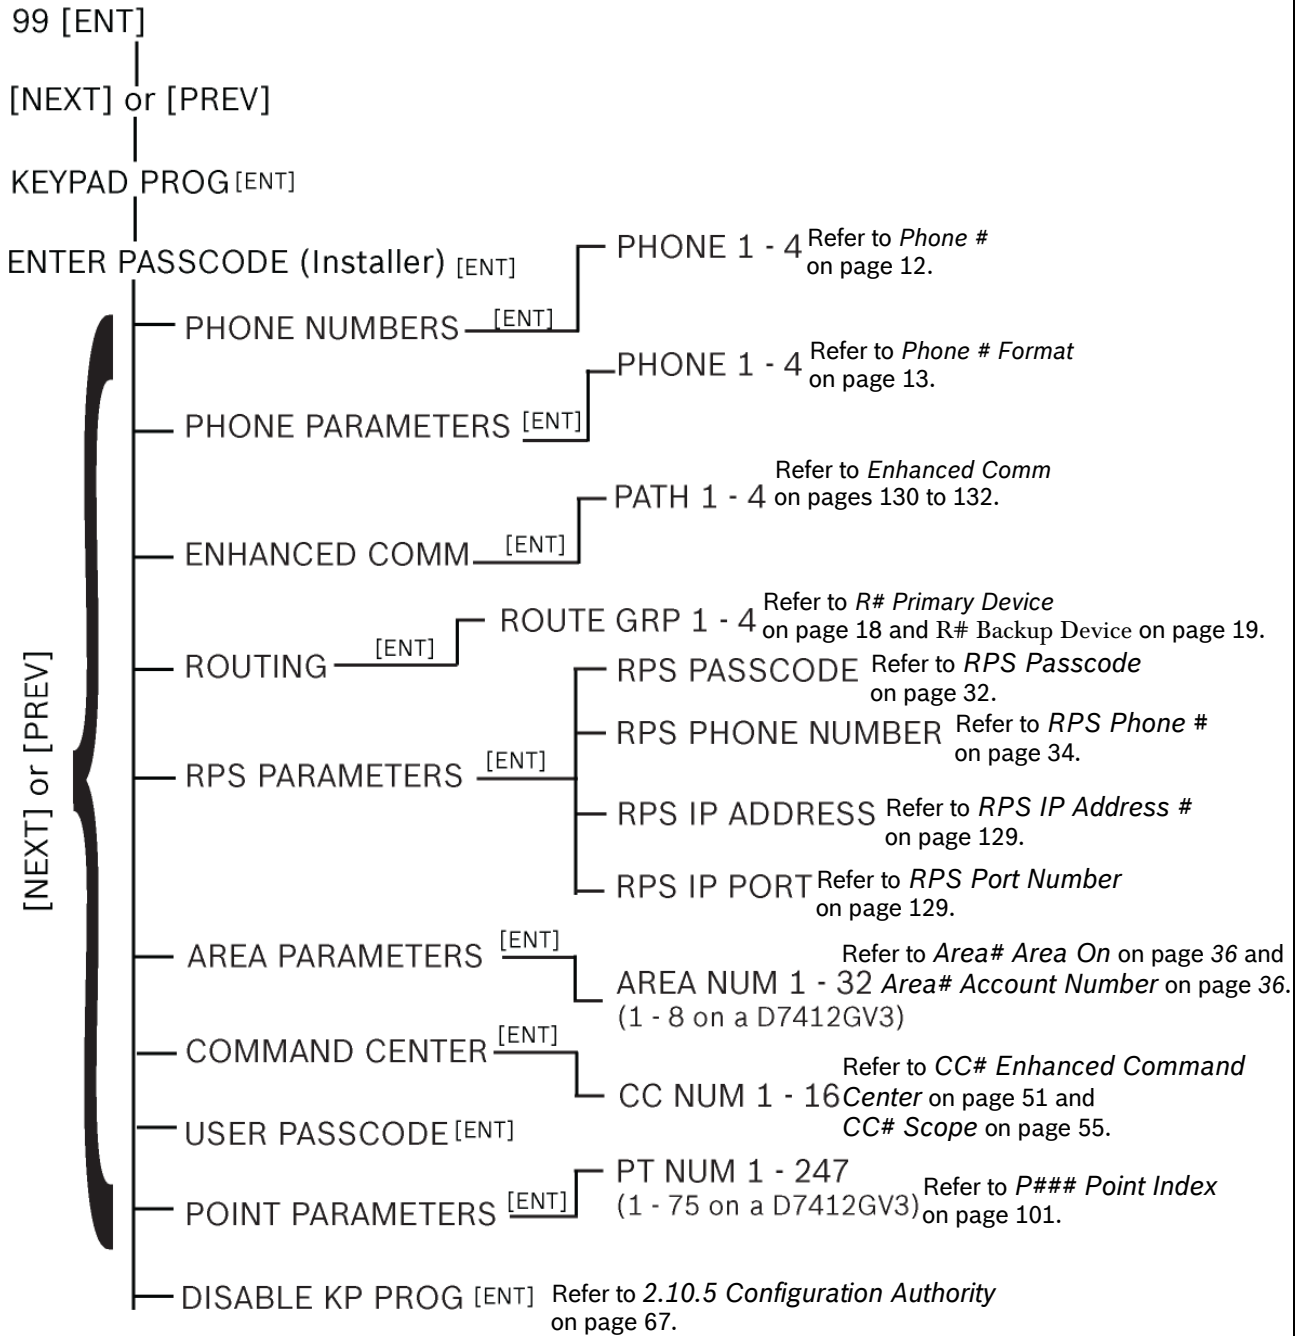 99 [ENT]
[NEXT] or [PREV]
KEYPAD PROG [ENT]
ENTER PASSCODE (Installer) [ENT]
[NEXT] or [PREV]
PHONE NUMBERS [ENT]
PHONE 1 - 4 Refer to Phone #
on page 12.
PHONE PARAMETERS [ENT]
PHONE 1 - 4 Refer to Phone # Format
on page 13.
ENHANCED COMM [ENT]
PATH 1 - 4 Refer to Enhanced Comm
on pages 130 to 132.
ROUTING [ENT]
ROUTE GRP 1 - 4 Refer to R# Primary Device
on page 18 and R# Backup Device on page 19.
RPS PARAMETERS [ENT]
RPS PASSCODE Refer to RPS Passcode
on page 32.
RPS PHONE NUMBER Refer to RPS Phone #
on page 34.
RPS IP ADDRESS Refer to RPS IP Address #
on page 129.
RPS IP PORT Refer to RPS Port Number
on page 129.
AREA PARAMETERS [ENT]
Refer to Area# Area On on page 36 and
AREA NUM 1 - 32 Area# Account Number on page 36.
(1 - 8 on a D7412GV3)
COMMAND CENTER [ENT]
Refer to CC# Enhanced Command
CC NUM 1 - 16 Center on page 51 and
CC# Scope on page 55.
USER PASSCODE [ENT]
POINT PARAMETERS [ENT]
PT NUM 1 - 247
(1 - 75 on a D7412GV3)
Refer to P### Point Index
on page 101.
DISABLE KP PROG [ENT] Refer to 2.10.5 Configuration Authority
on page 67.